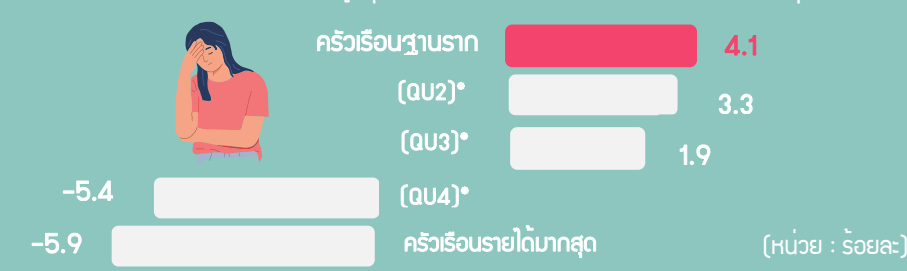 ครัวเรือนฐานราก 4.1
(QU2)* 3.3
(QU3)* 1.9
-5.4 (QU4)*
-5.9 ครัวเรือนรายได้มากสุด (หน่วย : ร้อยละ)